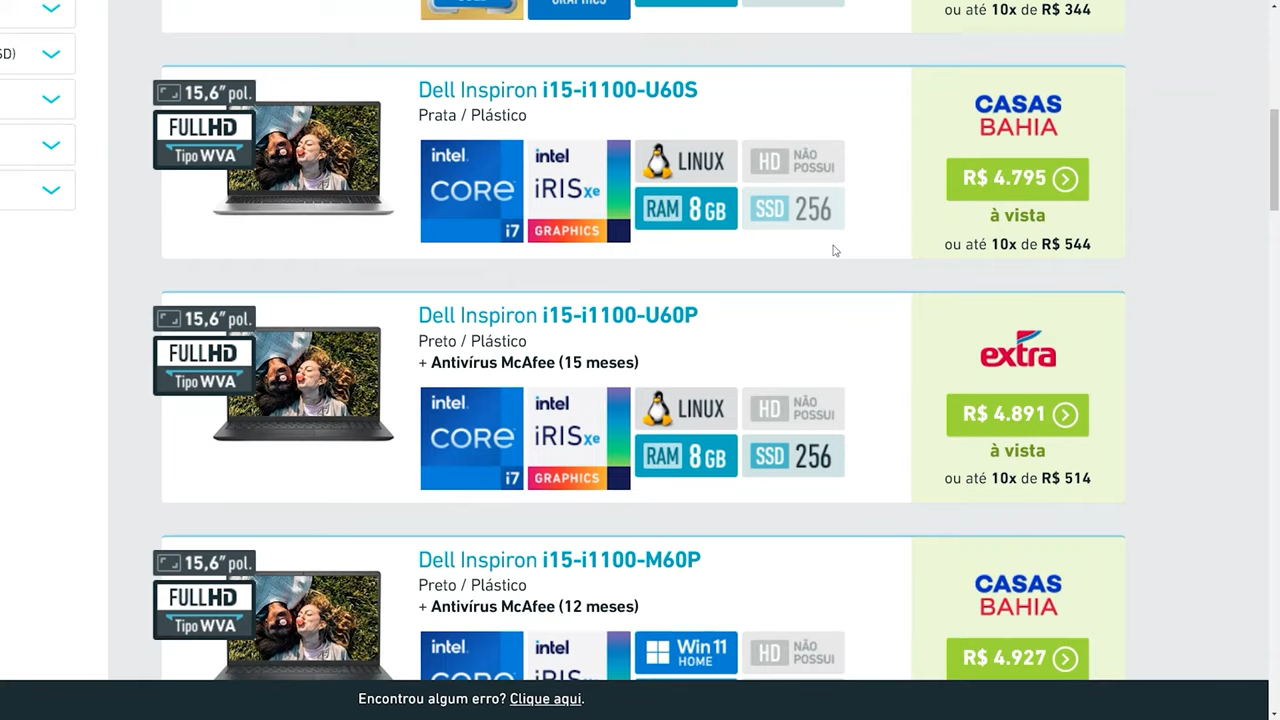 GRAPHICS
ou até 10x de R$ 344
SD)
15,6” pol.
FULLHD
Tipo WVA
Dell Inspiron i15-i1100-U60S
Prata / Plástico
intel.
CORE
i7
intel
iRISxe
GRAPHICS
LINUX
HD NÃO POSSUI
RAM 8 GB
SSD 256
CASAS
BAHIA
R$ 4.795
à vista
ou até 10x de R$ 544
15,6” pol.
FULLHD
Tipo WVA
Dell Inspiron i15-i1100-U60P
Preto / Plástico
+ Antivírus McAfee (15 meses)
intel.
CORE
i7
intel
iRISxe
GRAPHICS
LINUX
HD NÃO POSSUI
RAM 8 GB
SSD 256
extra
R$ 4.891
à vista
ou até 10x de R$ 514
15,6” pol.
FULLHD
Tipo WVA
Dell Inspiron i15-i1100-M60P
Preto / Plástico
+ Antivírus McAfee (12 meses)
intel.
CORE
intel
iRISxe
Win 11
HOME
HD NÃO POSSUI
CASAS
BAHIA
R$ 4.927
Encontrou algum erro? Clique aqui.